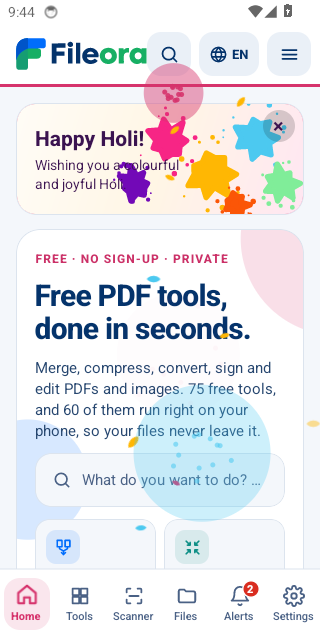 9:44
Fileora
EN
Happy Holi!
Wishing you a colourful
and joyful Holi
FREE · NO SIGN-UP · PRIVATE
Free PDF tools,
done in seconds.
Merge, compress, convert, sign and
edit PDFs and images. 75 free tools,
and 60 of them run right on your
phone, so your files never leave it.
What do you want to do? ...
Home
Tools
Scanner
Files
2
Alerts
Settings